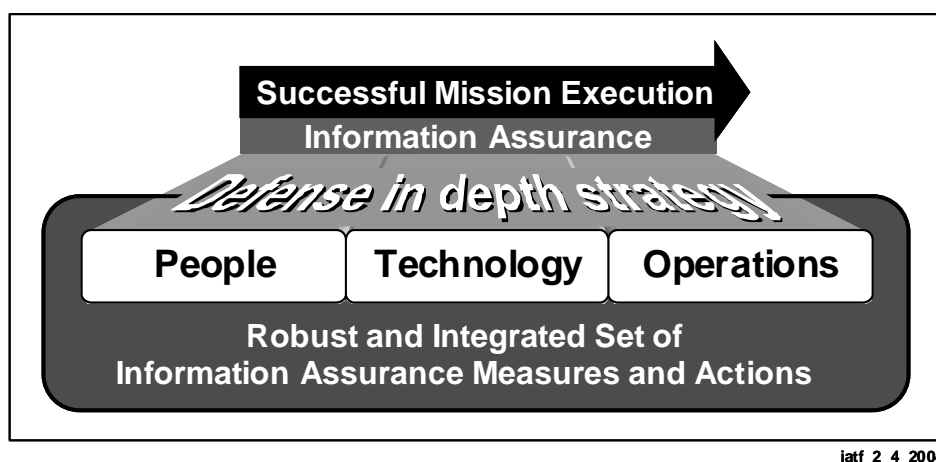 Successful Mission Execution
Information Assurance
Defense in depth strategy
People Technology Operations
Robust and Integrated Set of
Information Assurance Measures and Actions
iatf_2_4_200